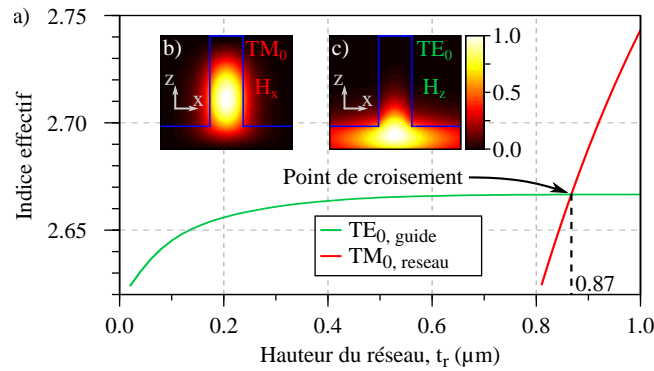 a)
2.75
2.70
2.65
Indice effectif
b)
TM0
Hx
z
x
c)
TE0
Hz
z
x
1.0
0.5
0.0
Point de croisement
TE0, guide
TM0, reseau
0.87
0.0
0.2
0.4
0.6
0.8
1.0
Hauteur du réseau, tr (µm)